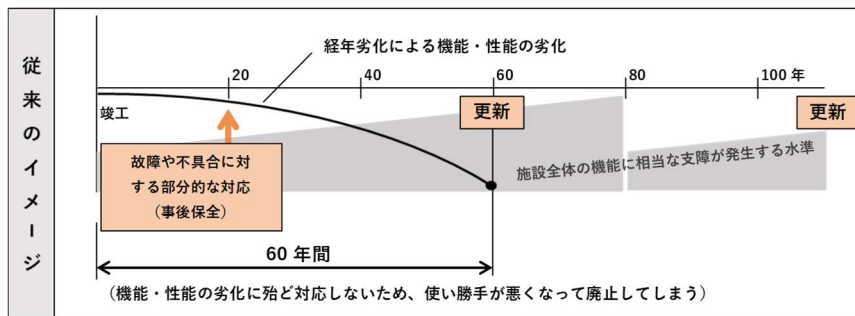 従来のイメージ
経年劣化による機能・性能の劣化
20
40
60
80
100 年
竣工
更新
更新
故障や不具合に対
する部分的な対応
（事後保全）
施設全体の機能に相当な支障が発生する水準
60 年間
（機能・性能の劣化に殆ど対応しないため、使い勝手が悪くなって廃止してしまう）